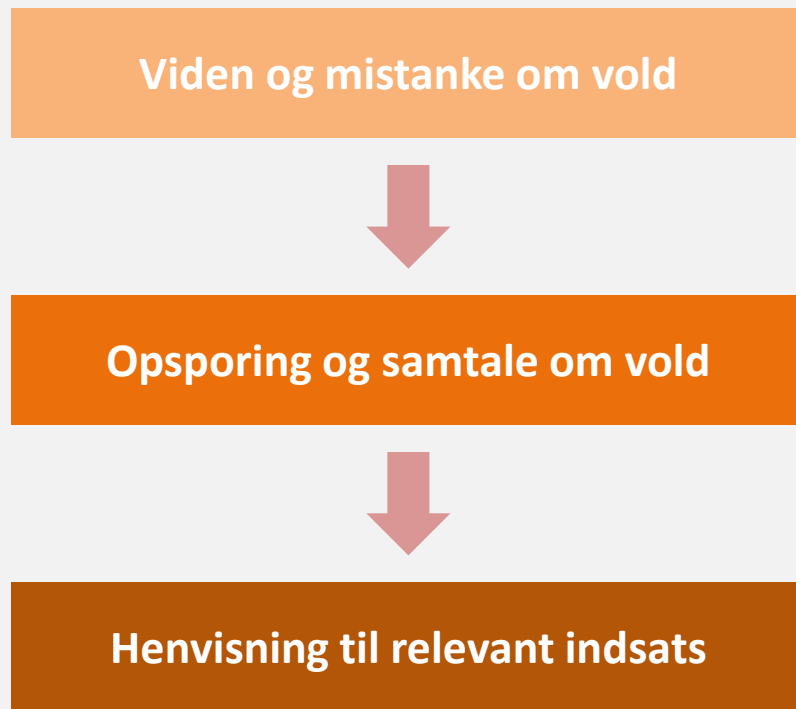 Viden og mistanke om vold
Opsporing og samtale om vold
Henvisning til relevant indsats